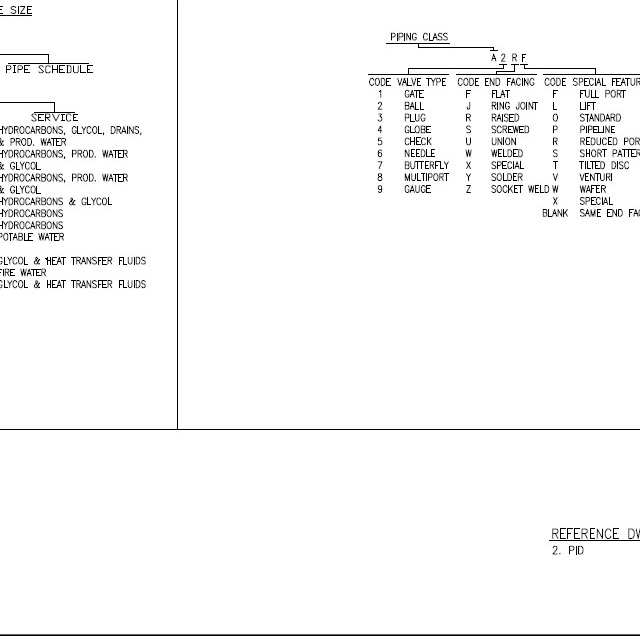 E SIZE
PIPE SCHEDULE
SERVICE
HYDROCARBONS, GLYCOL, DRAINS,
& PROD. WATER
HYDROCARBONS, PROD. WATER
& GLYCOL
HYDROCARBONS, PROD. WATER
& GLYCOL
HYDROCARBONS & GLYCOL
HYDROCARBONS
HYDROCARBONS
POTABLE WATER
GLYCOL & HEAT TRANSFER FLUIDS
FIRE WATER
GLYCOL & HEAT TRANSFER FLUIDS
PIPING CLASS
A 2 R F
CODE VALVE TYPE CODE END FACING CODE SPECIAL FEATUR
1 GATE F FLAT F FULL PORT
2 BALL J RING JOINT L LIFT
3 PLUG R RAISED O STANDARD
4 GLOBE S SCREWED P PIPELINE
5 CHECK U UNION R REDUCED POR
6 NEEDLE W WELDED S SHORT PATTER
7 BUTTERFLY X SPECIAL T TILTED DISC
8 MULTIPORT Y SOLDER V VENTURI
9 GAUGE Z SOCKET WELD W WAFER
X SPECIAL
BLANK SAME END FAC
REFERENCE DW
2. PID